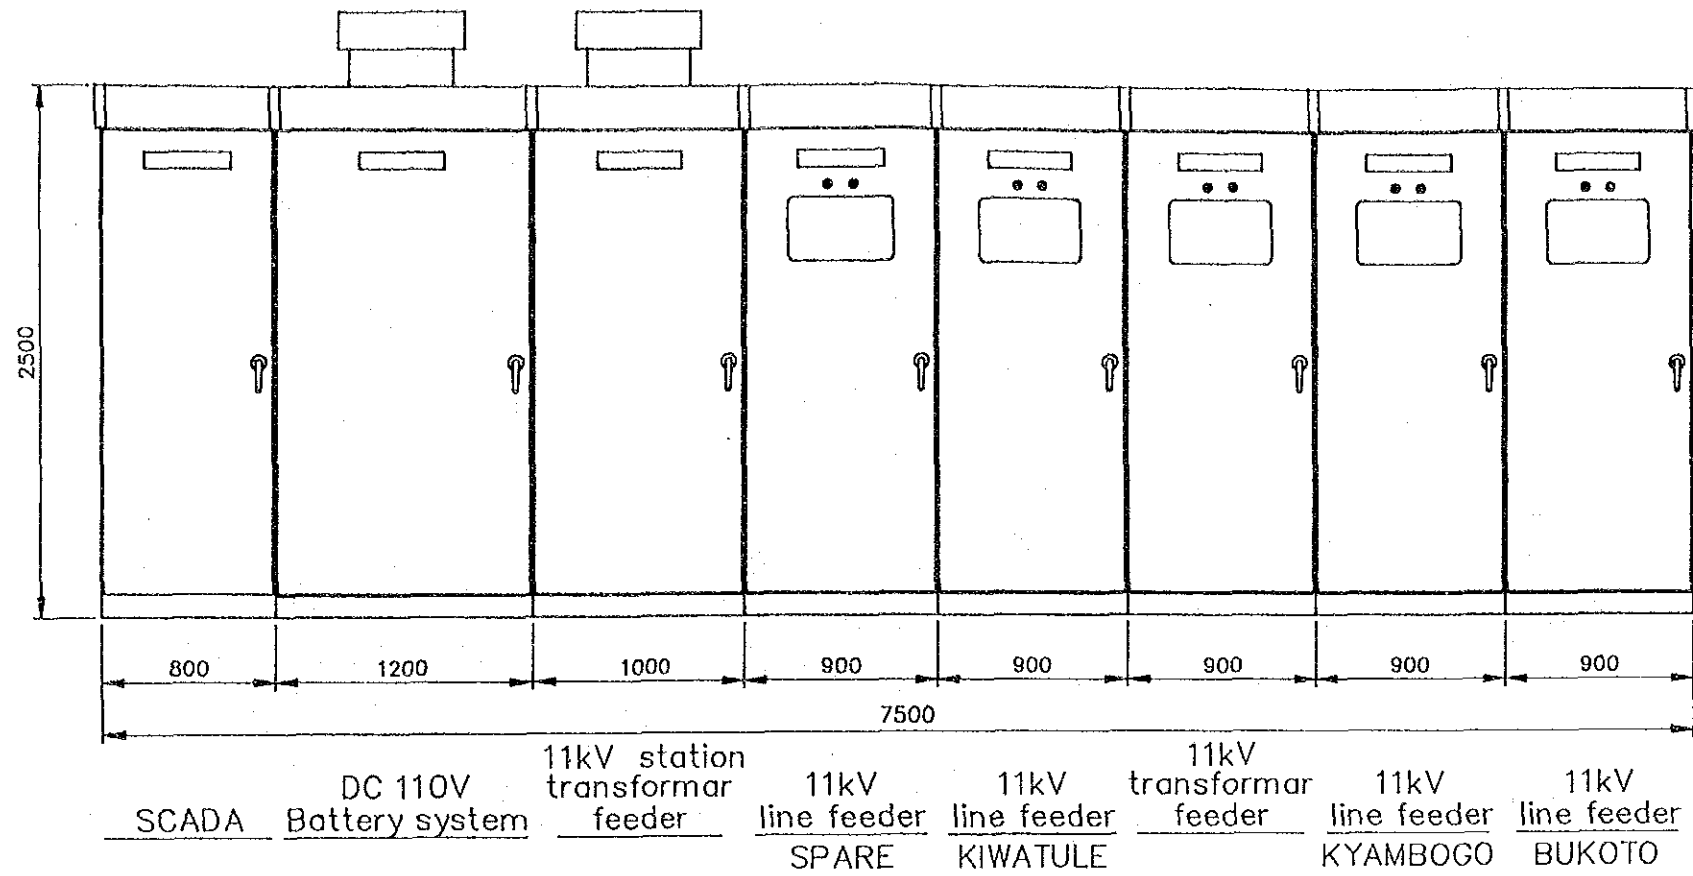 2500
800
1200
1000
900
900
900
900
900
7500
SCADA
DC 110V
Battery system
11kV station
transformar
feeder
11kV
line feeder
SPARE
11kV
line feeder
KIWATULE
11kV
transformar
feeder
11kV
line feeder
KYAMBOGO
11kV
line feeder
BUKOTO